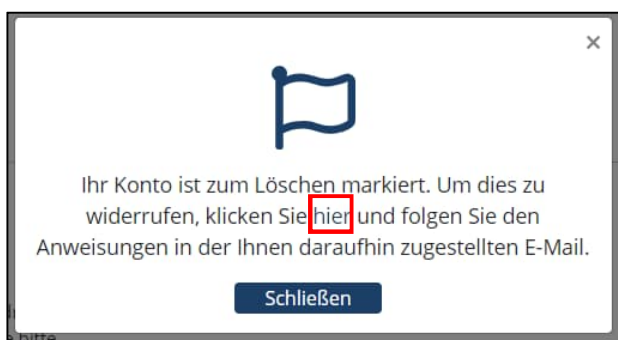 ×
Ihr Konto ist zum Löschen markiert. Um dies zu
widerrufen, klicken Sie hier und folgen Sie den
Anweisungen in der Ihnen daraufhin zugestellten E-Mail.
Schließen
bitte